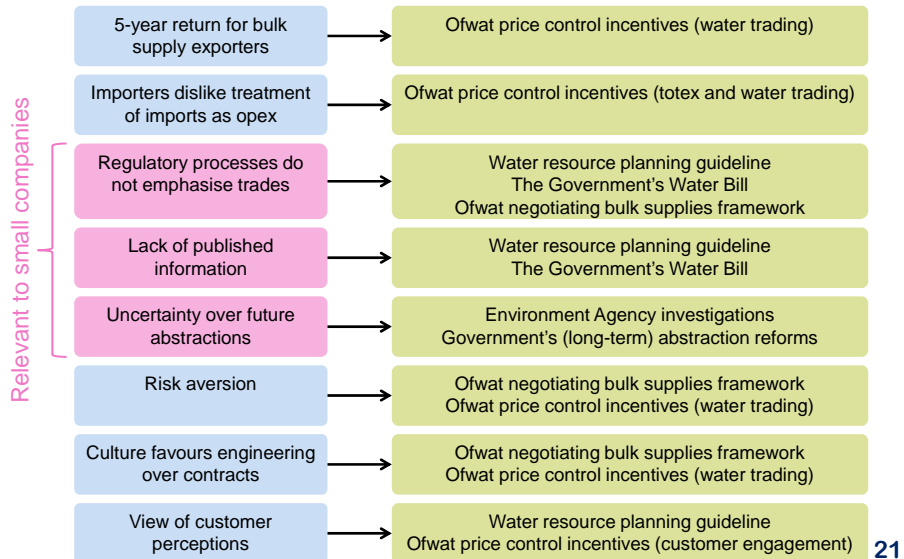 5-year return for bulk
supply exporters
Ofwat price control incentives (water trading)
Importers dislike treatment
of imports as opex
Ofwat price control incentives (totex and water trading)
Relevant to small companies
Regulatory processes do
not emphasise trades
Water resource planning guideline
The Government's Water Bill
Ofwat negotiating bulk supplies framework
Lack of published
information
Water resource planning guideline
The Government's Water Bill
Uncertainty over future
abstractions
Environment Agency investigations
Government's (long-term) abstraction reforms
Risk aversion
Ofwat negotiating bulk supplies framework
Ofwat price control incentives (water trading)
Culture favours engineering
over contracts
Ofwat negotiating bulk supplies framework
Ofwat price control incentives (water trading)
View of customer
perceptions
Water resource planning guideline
Ofwat price control incentives (customer engagement)
21